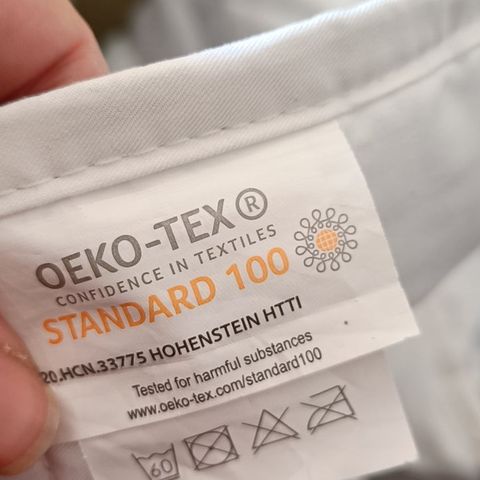 OEKO-TEX®
CONFIDENCE IN TEXTILES
STANDARD 100
20.HCN.33775 HOHENSTEIN HTTI
Tested for harmful substances
www.oeko-tex.com/standard100
60